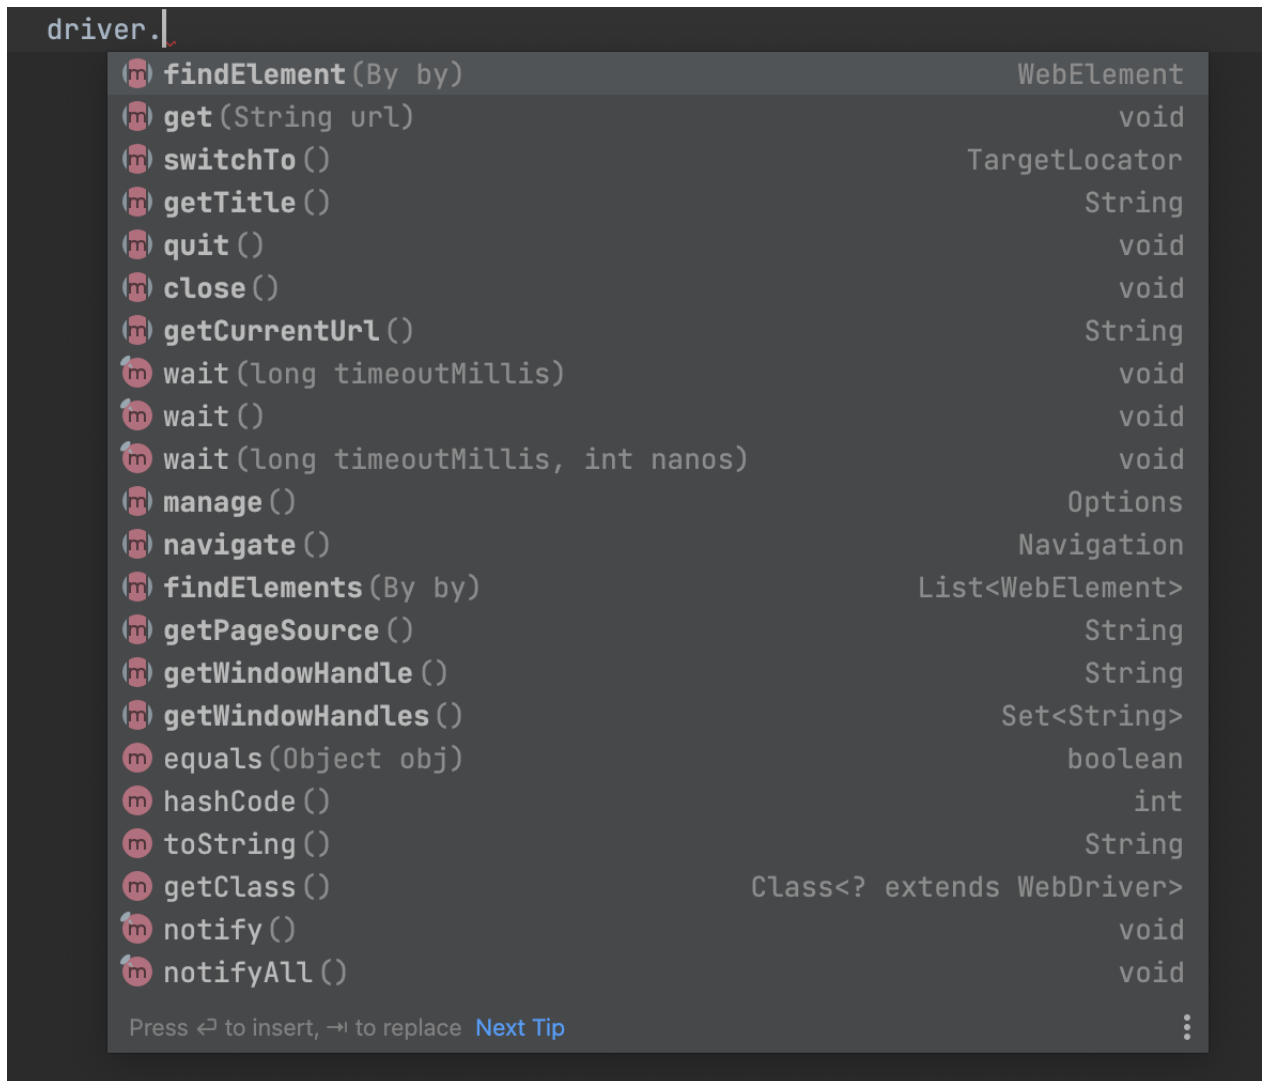 driver.
findElement(By by) WebElement
get(String url) void
switchTo() TargetLocator
getTitle() String
quit() void
close() void
getCurrentUrl() String
wait(long timeoutMillis) void
wait() void
wait(long timeoutMillis, int nanos) void
manage() Options
navigate() Navigation
findElements(By by) List<WebElement>
getPageSource() String
getWindowHandle() String
getWindowHandles() Set<String>
equals(Object obj) boolean
hashCode() int
toString() String
getClass() Class<? extends WebDriver>
notify() void
notifyAll() void
Press ↩ to insert, ⇥ to replace Next Tip